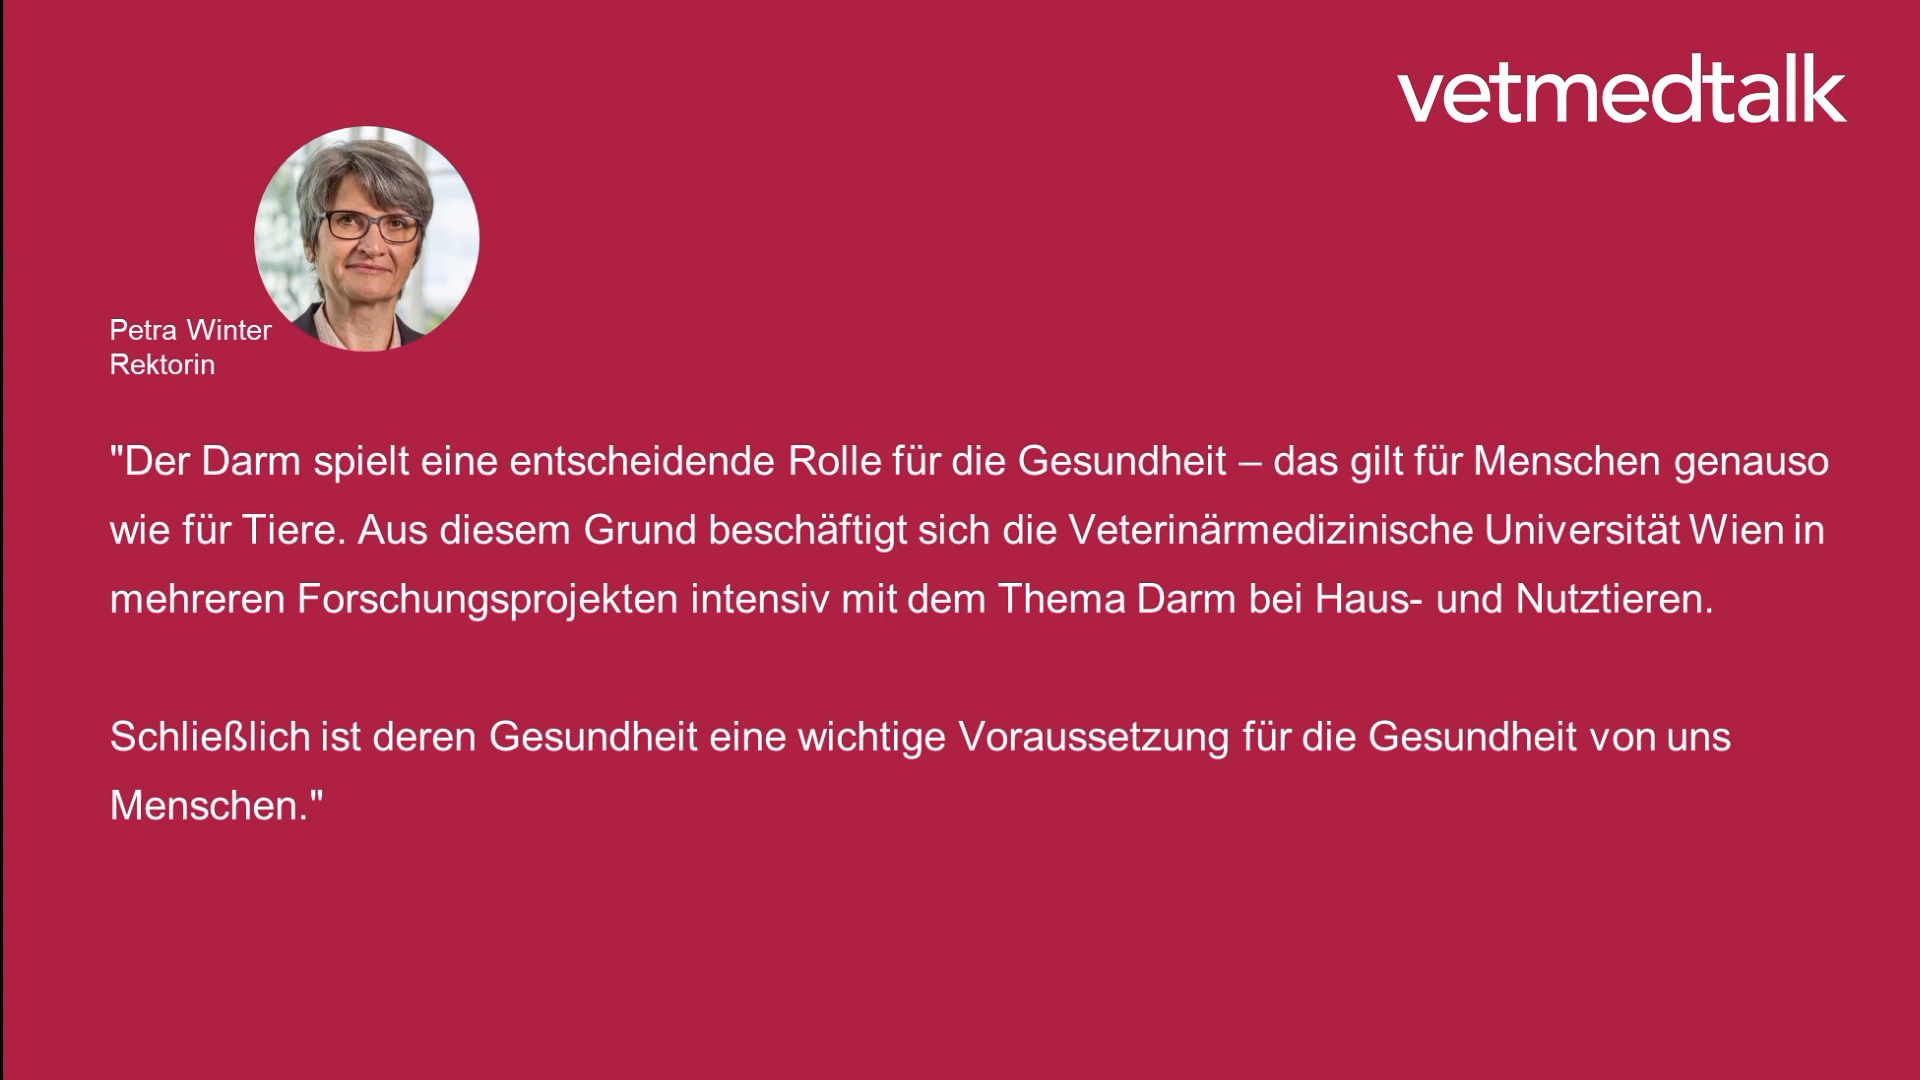 vetmedtalk
Petra Winter
Rektorin
"Der Darm spielt eine entscheidende Rolle für die Gesundheit – das gilt für Menschen genauso
wie für Tiere. Aus diesem Grund beschäftigt sich die Veterinärmedizinische Universität Wien in
mehreren Forschungsprojekten intensiv mit dem Thema Darm bei Haus- und Nutztieren.
Schließlich ist deren Gesundheit eine wichtige Voraussetzung für die Gesundheit von uns
Menschen."